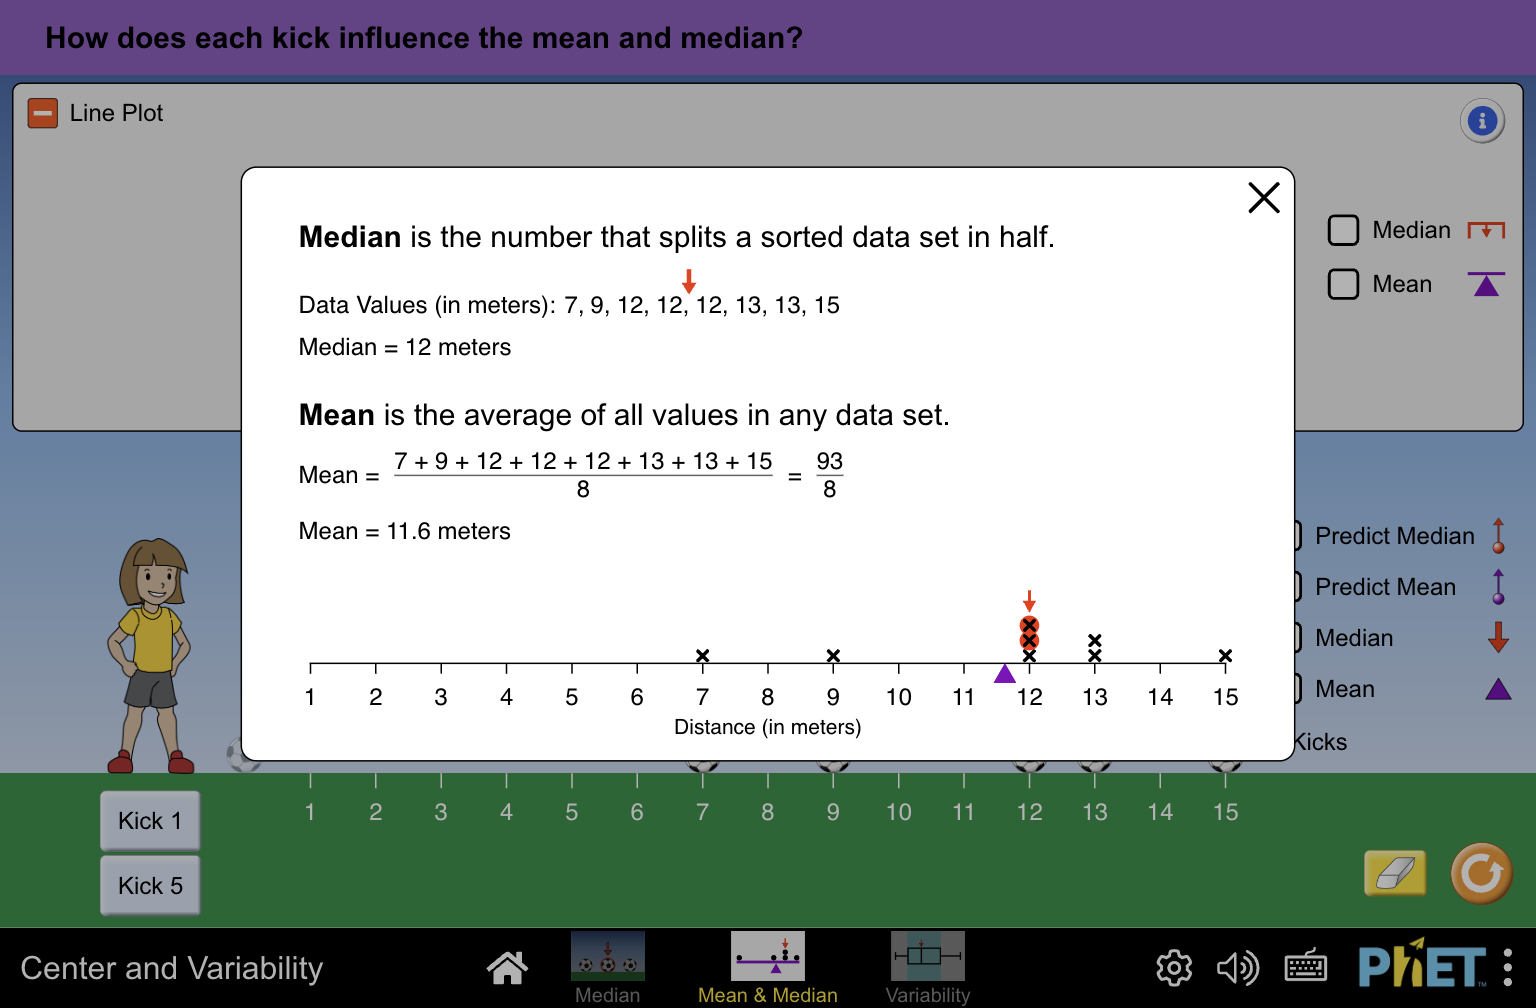 How does each kick influence the mean and median?
Line Plot
Median is the number that splits a sorted data set in half.
Median
Mean
Data Values (in meters): 7, 9, 12, 12, 12, 13, 13, 15
Median = 12 meters
Mean is the average of all values in any data set.
Mean = 7 + 9 + 12 + 12 + 12 + 13 + 13 + 15 / 8 = 93 / 8
Mean = 11.6 meters
Predict Median
Predict Mean
Median
Mean
Kicks
1 2 3 4 5 6 7 8 9 10 11 12 13 14 15
Distance (in meters)
1 2 3 4 5 6 7 8 9 10 11 12 13 14 15
Kick 1
Kick 5
Center and Variability
Median
Mean & Median
Variability
PhET™